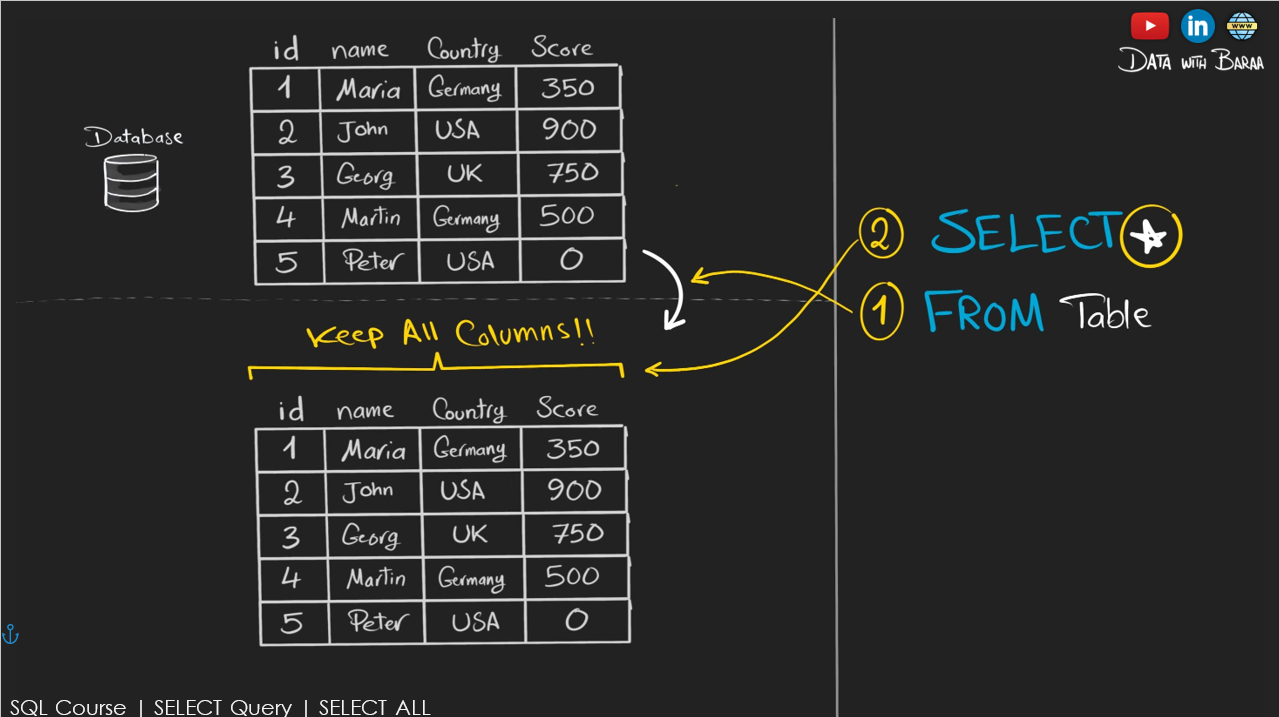 WWW
DATA WITH BARAA
Database
id name Country Score
1 Maria Germany 350
2 John USA 900
3 Georg UK 750
4 Martin Germany 500
5 Peter USA 0
2 SELECT *
1 FROM Table
Keep All Columns!!
id name Country Score
1 Maria Germany 350
2 John USA 900
3 Georg UK 750
4 Martin Germany 500
5 Peter USA 0
SQL Course | SELECT Query | SELECT ALL